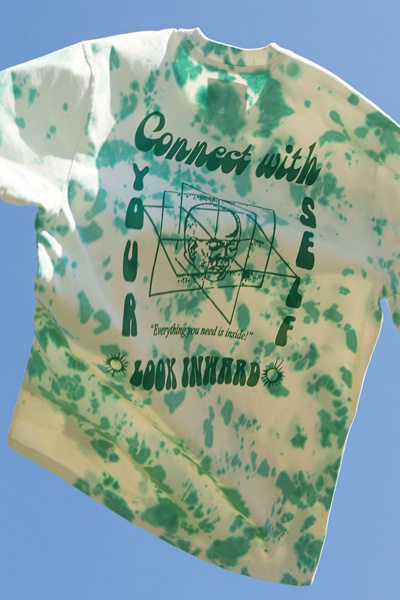 Connect with
YOUR
SELF
"Everything you need is inside!"
LOOK INWARD